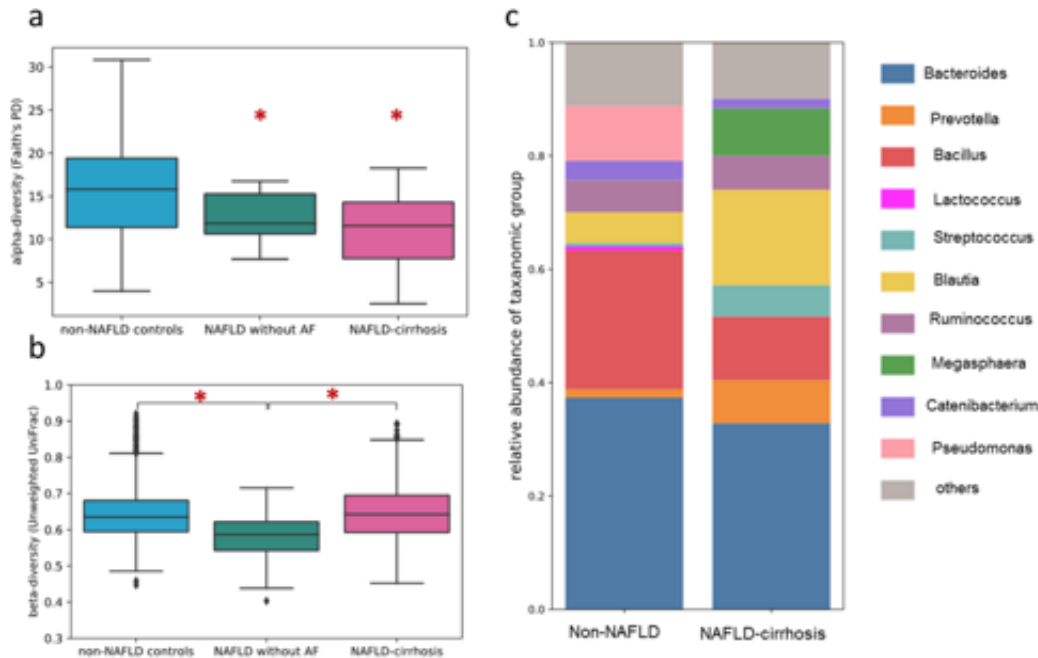 a
alpha-diversity (Faith's PD)
30
25
20
15
10
5
*
*
non-NAFLD controls
NAFLD without AF
NAFLD-cirrhosis
b
beta-diversity (Unweighted UniFrac)
1.0
0.9
0.8
0.7
0.6
0.5
0.4
0.3
*
*
non-NAFLD controls
NAFLD without AF
NAFLD-cirrhosis
c
relative abundance of taxanomic group
1.0
0.8
0.6
0.4
0.2
0.0
Non-NAFLD
NAFLD-cirrhosis
Bacteroides
Prevotella
Bacillus
Lactococcus
Streptococcus
Blautia
Ruminococcus
Megasphaera
Catenibacterium
Pseudomonas
others